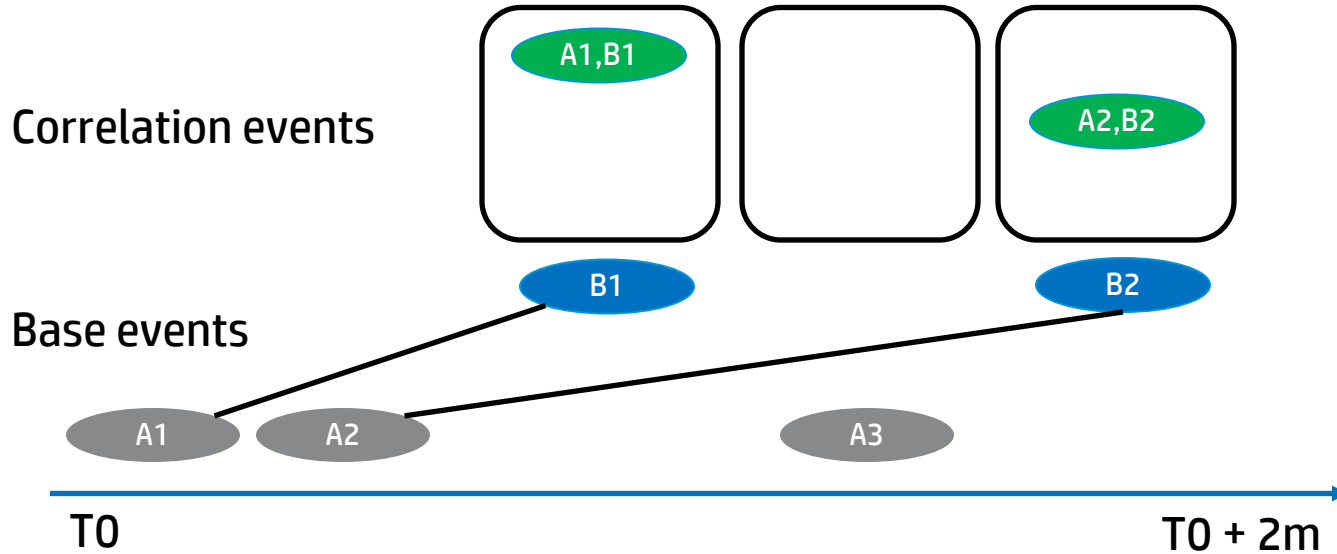 A1,B1
Correlation events
A2,B2
B1
B2
Base events
A1
A2
A3
T0
T0 + 2m